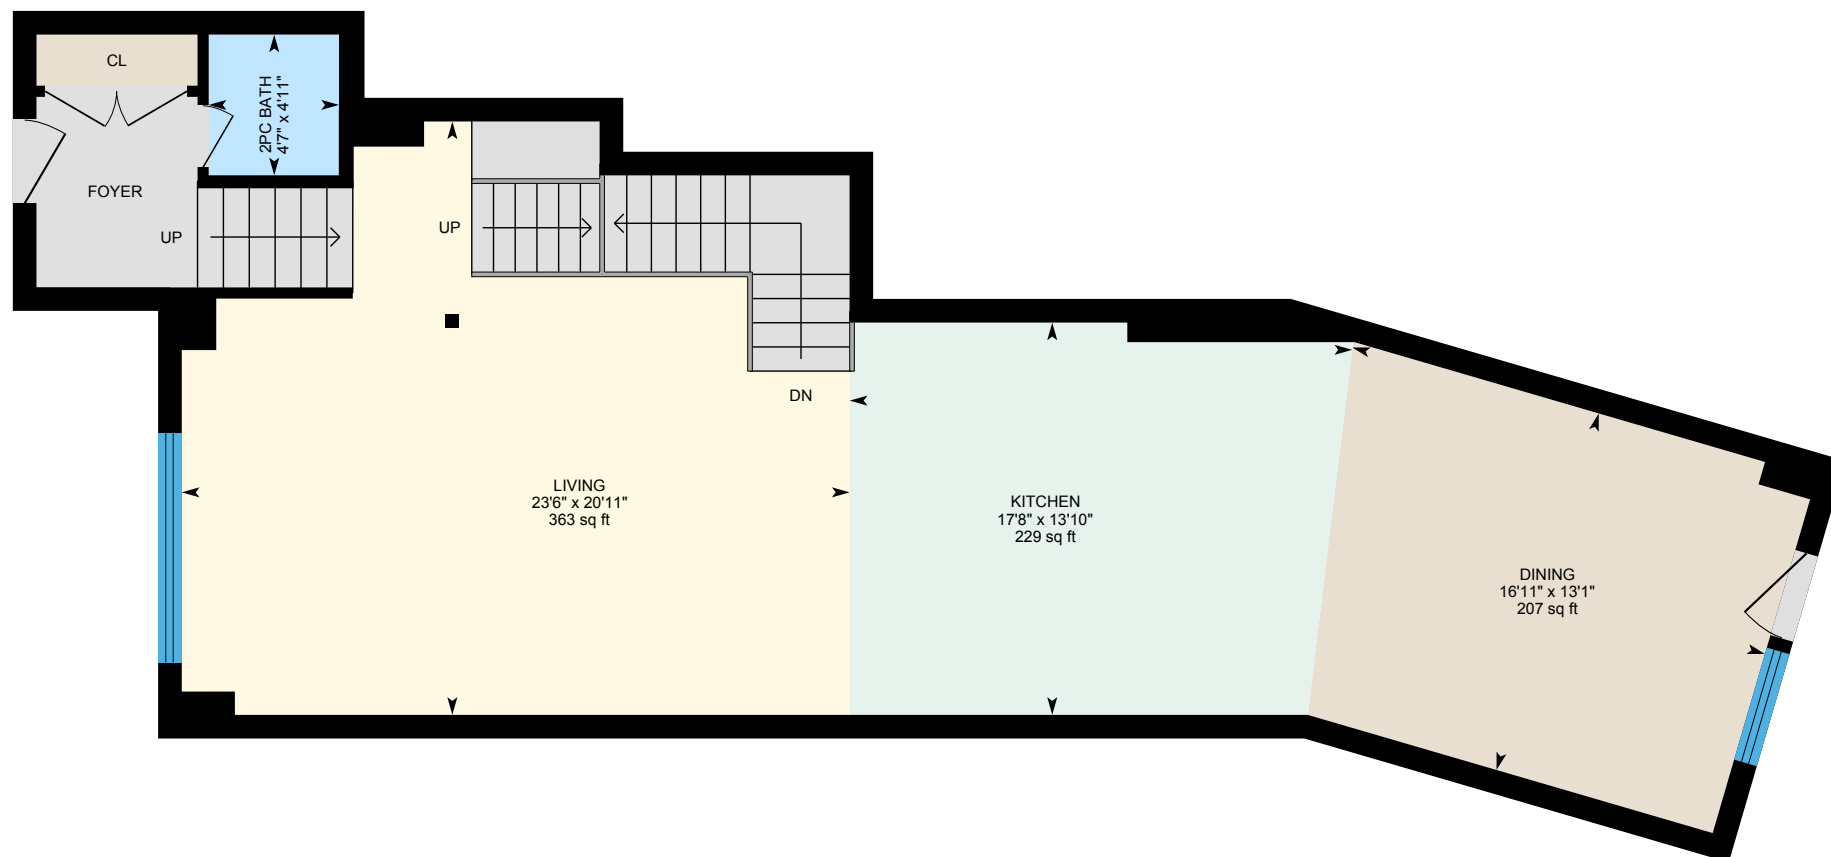 CL
2PC BATH
4'7" x 4'11"
FOYER
UP
UP
DN
LIVING
23'6" x 20'11"
363 sq ft
KITCHEN
17'8" x 13'10"
229 sq ft
DINING
16'11" x 13'1"
207 sq ft